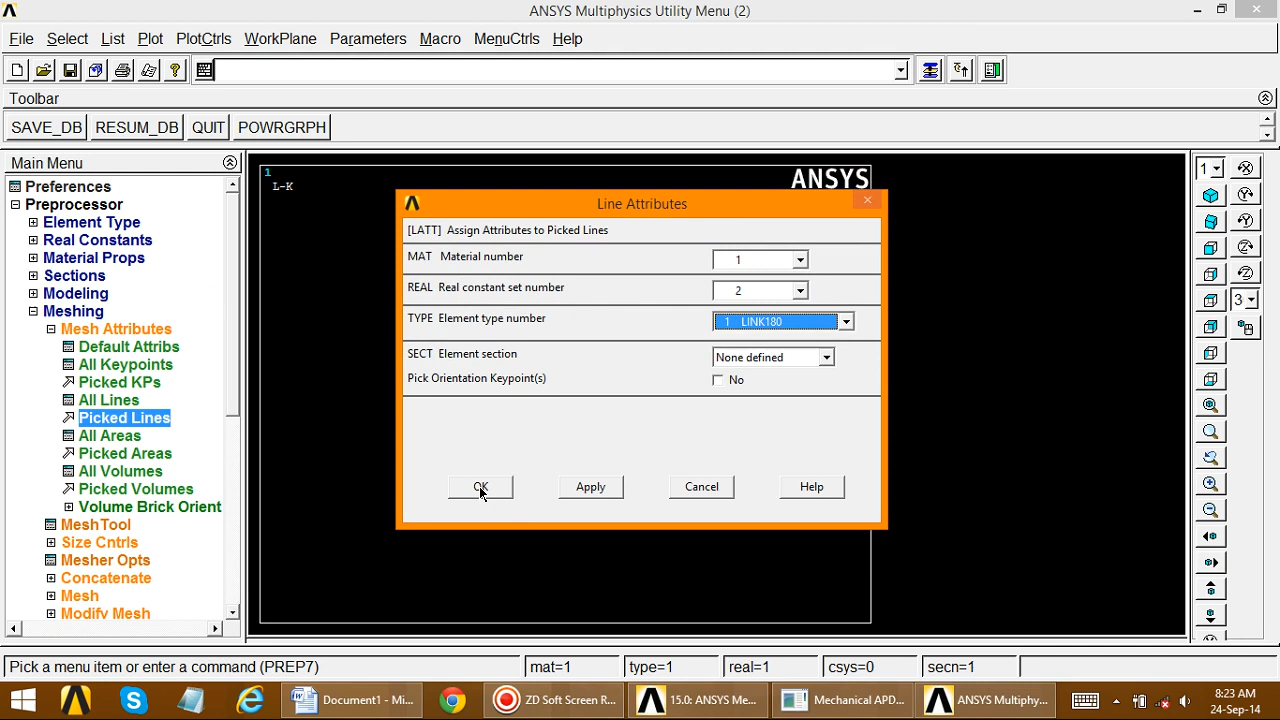 ANSYS Multiphysics Utility Menu (2)
File Select List Plot PlotCtrls WorkPlane Parameters Macro MenuCtrls Help
Toolbar
SAVE_DB RESUM_DB QUIT POWRGRPH
Main Menu
Preferences
Preprocessor
Element Type
Real Constants
Material Props
Sections
Modeling
Meshing
Mesh Attributes
Default Attribs
All Keypoints
Picked KPs
All Lines
Picked Lines
All Areas
Picked Areas
All Volumes
Picked Volumes
Volume Brick Orient
MeshTool
Size Cntrls
Mesher Opts
Concatenate
Mesh
Modify Mesh
1
L-K
ANSYS
Line Attributes
[LATT] Assign Attributes to Picked Lines
MAT Material number 1
REAL Real constant set number 2
TYPE Element type number 1 LINK180
SECT Element section None defined
Pick Orientation Keypoint(s) No
OK Apply Cancel Help
1
3
Pick a menu item or enter a command (PREP7) mat=1 type=1 real=1 csys=0 secn=1
Document1 - Mi... ZD Soft Screen R... 15.0: ANSYS Me... Mechanical APD... ANSYS Multiphy...
8:23 AM
24-Sep-14